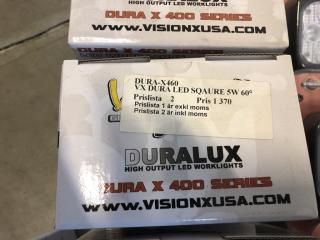 DURA X 400 SERIES
HIGH OUTPUT LED WORKLIGHTS
WWW.VISIONXUSA.COM
DURA-X460
VX DURA LED SQAURE 5W 60°
Prislista 2 Pris 1 370
Prislista 1 är exkl moms
Prislista 2 är inkl moms
DURALUX
HIGH OUTPUT LED WORKLIGHTS
DURA X 400 SERIES
WWW.VISIONXUSA.COM